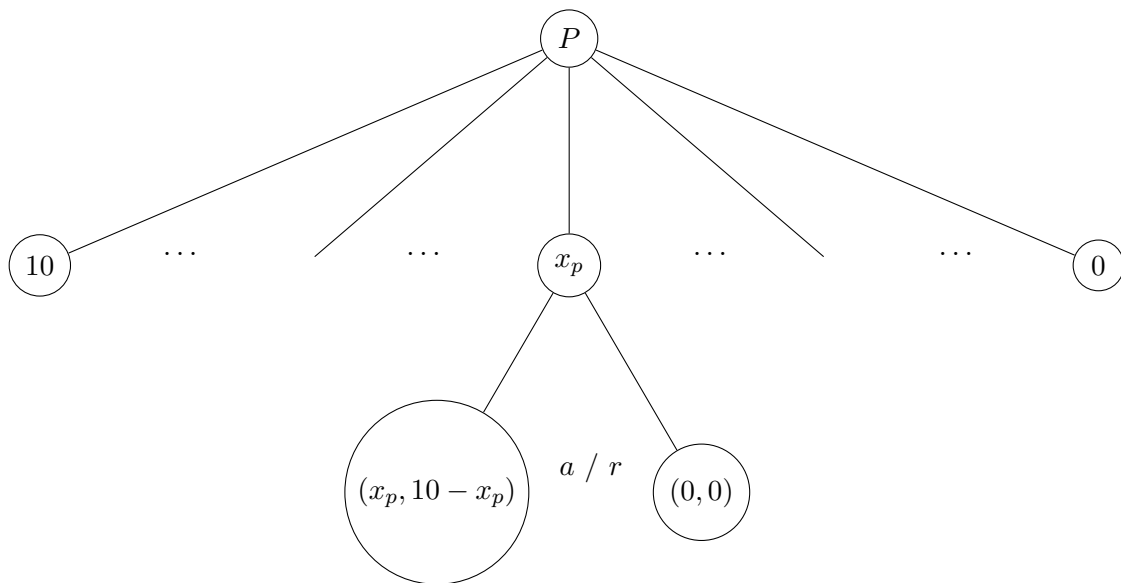 P
10 ... ... x_p ... ... 0
a / r
(x_p, 10 − x_p) (0, 0)